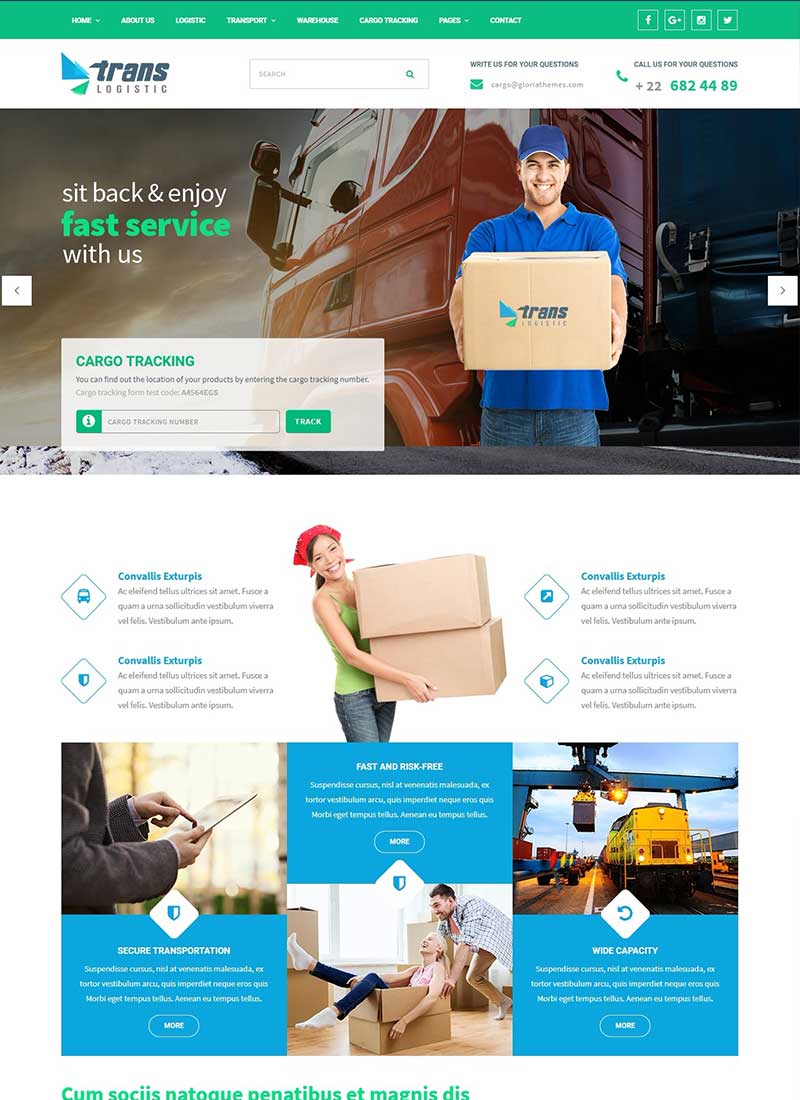 HOME ABOUT US LOGISTIC TRANSPORT WAREHOUSE CARGO TRACKING PAGES CONTACT
trans
LOGISTIC
SEARCH
WRITE US FOR YOUR QUESTIONS
cargo@gloriathemes.com
CALL US FOR YOUR QUESTIONS
+ 22 682 44 89
sit back & enjoy
fast service
with us
trans
LOGISTIC
CARGO TRACKING
You can find out the location of your products by entering the cargo tracking number.
Cargo tracking form test code: A4564EGS
CARGO TRACKING NUMBER
TRACK
Convallis Exturpis
Ac eleifend tellus ultrices sit amet. Fusce a
quam a urna sollicitudin vestibulum viverra
vel felis. Vestibulum ante ipsum.
Convallis Exturpis
Ac eleifend tellus ultrices sit amet. Fusce a
quam a urna sollicitudin vestibulum viverra
vel felis. Vestibulum ante ipsum.
Convallis Exturpis
Ac eleifend tellus ultrices sit amet. Fusce a
quam a urna sollicitudin vestibulum viverra
vel felis. Vestibulum ante ipsum.
Convallis Exturpis
Ac eleifend tellus ultrices sit amet. Fusce a
quam a urna sollicitudin vestibulum viverra
vel felis. Vestibulum ante ipsum.
FAST AND RISK-FREE
Suspendisse cursus, nisl at venenatis malesuada, ex
tortor vestibulum arcu, quis imperdiet neque eros quis
Morbi eget tempus tellus. Aenean eu tempus tellus.
MORE
SECURE TRANSPORTATION
Suspendisse cursus, nisl at venenatis malesuada, ex
tortor vestibulum arcu, quis imperdiet neque eros quis
Morbi eget tempus tellus. Aenean eu tempus tellus.
MORE
WIDE CAPACITY
Suspendisse cursus, nisl at venenatis malesuada, ex
tortor vestibulum arcu, quis imperdiet neque eros quis
Morbi eget tempus tellus. Aenean eu tempus tellus.
MORE
Cum sociis natoque penatibus et magnis dis